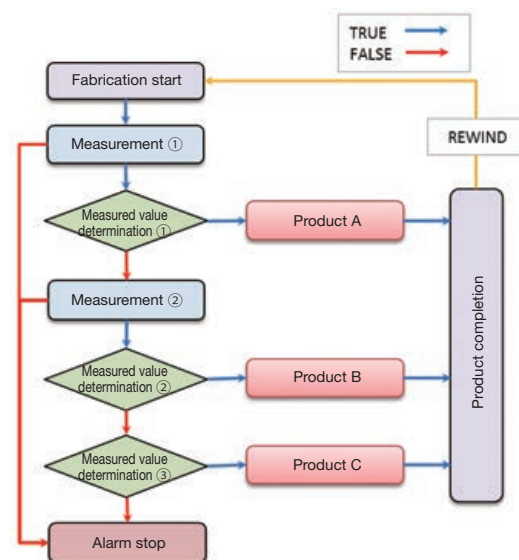 TRUE
FALSE
Fabrication start
REWIND
Measurement ①
Measured value
determination ①
Product A
Measurement ②
Measured value
determination ②
Product B
Measured value
determination ③
Product C
Product completion
Alarm stop